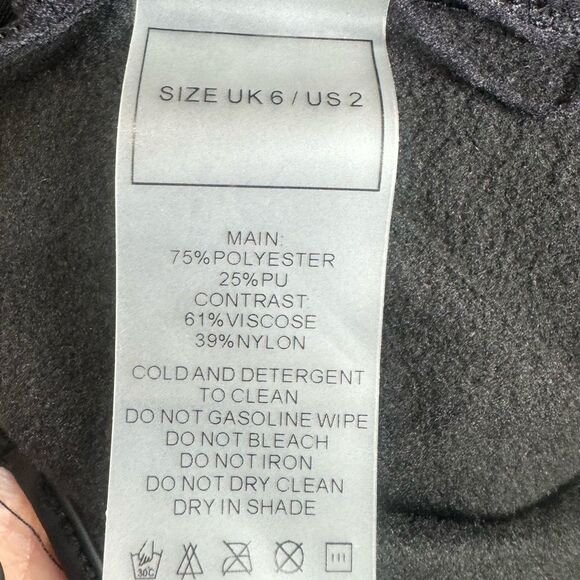 SIZE UK 6 / US 2
MAIN:
75%POLYESTER
25%PU
CONTRAST:
61%VISCOSE
39%NYLON
COLD AND DETERGENT
TO CLEAN
DO NOT GASOLINE WIPE
DO NOT BLEACH
DO NOT IRON
DO NOT DRY CLEAN
DRY IN SHADE
30C